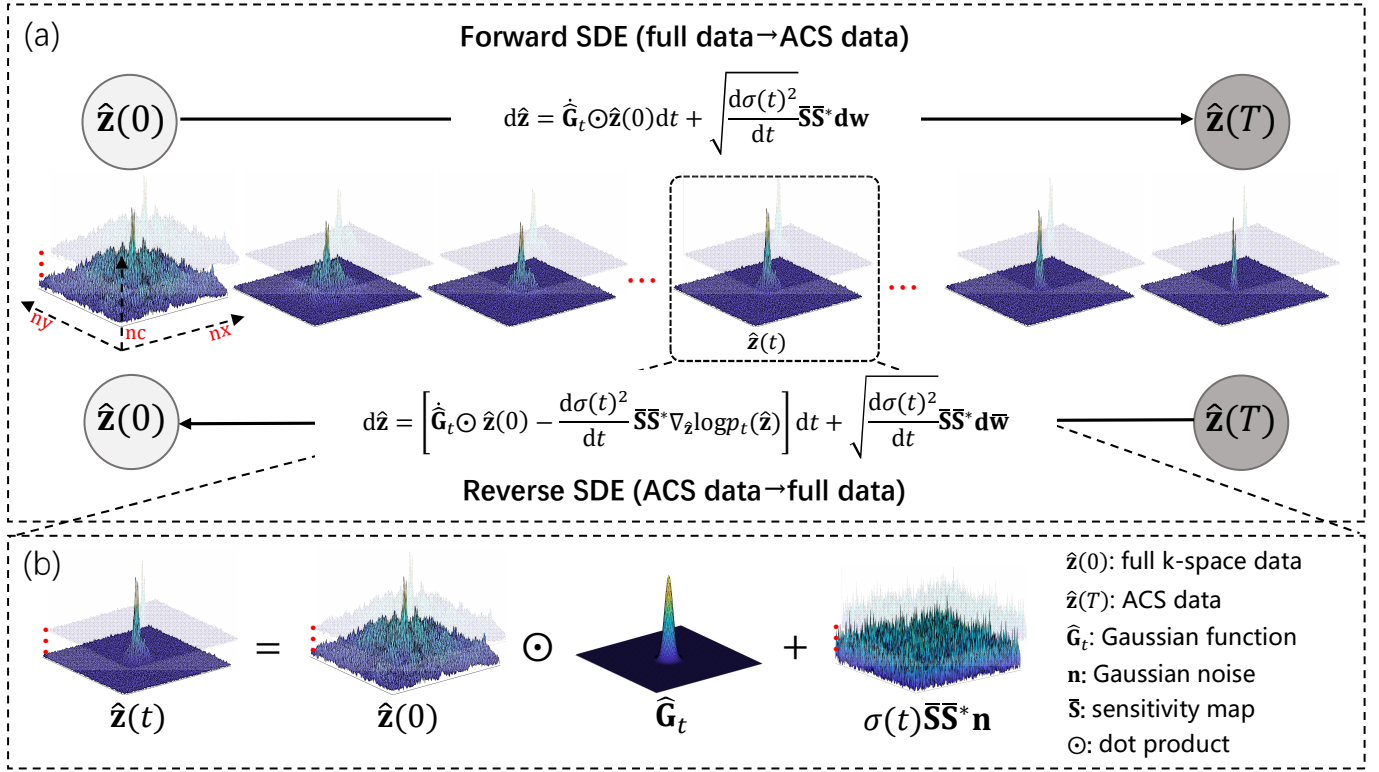 (a)
Forward SDE (full data→ACS data)
ẑ(0)
dẑ = Ĝ̇ₜ⊙ẑ(0)dt + √(dσ(t)²/dt) S̄S̄*dw
ẑ(T)
ny
nc
nx
...
...
ẑ(t)
ẑ(0)
dẑ = [Ĝ̇ₜ⊙ ẑ(0) − dσ(t)²/dt S̄S̄*∇ẑlogpₜ(ẑ)] dt + √(dσ(t)²/dt) S̄S̄*dw̄
ẑ(T)
Reverse SDE (ACS data→full data)
(b)
= ⊙ +
ẑ(t)
ẑ(0)
Ĝₜ
σ(t)S̄S̄*n
ẑ(0): full k-space data
ẑ(T): ACS data
Ĝₜ: Gaussian function
n: Gaussian noise
S̄: sensitivity map
⊙: dot product